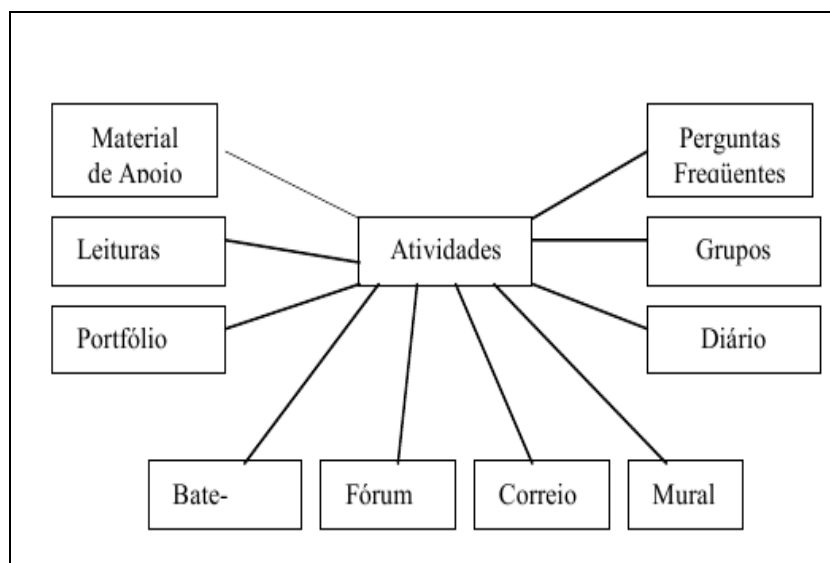 Material
de Apoio
Perguntas
Freqüentes
Leituras
Atividades
Grupos
Portfólio
Diário
Bate-
Fórum
Correio
Mural